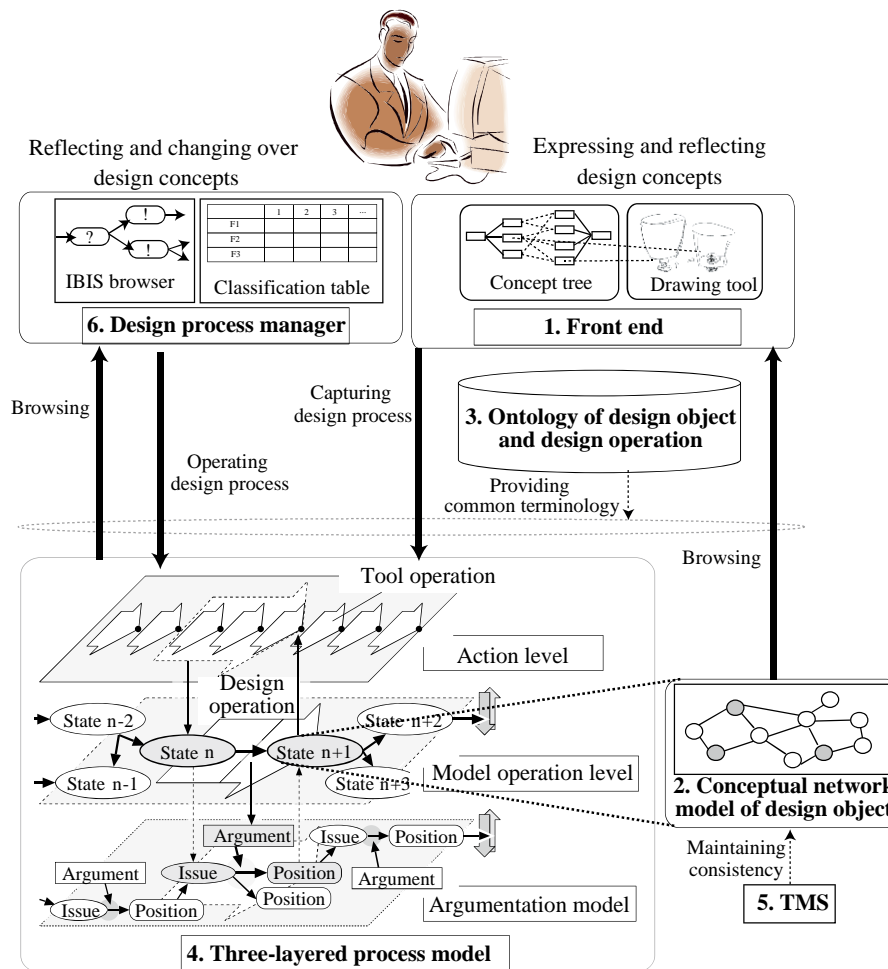 Reflecting and changing over
design concepts
Expressing and reflecting
design concepts
?
!
!
IBIS browser
1 2 3 ...
F1
F2
F3
Classification table
6. Design process manager
Concept tree
Drawing tool
1. Front end
Browsing
Operating
design process
Capturing
design process
3. Ontology of design object
and design operation
Providing
common terminology
Browsing
Tool operation
Action level
Design
operation
State n-2
State n-1
State n
State n+1
State n+2
State n+3
Model operation level
2. Conceptual network
model of design object
Maintaining
consistency
5. TMS
Argument
Issue
Position
Argument
Issue
Position
Position
Argument
Issue
Position
Argumentation model
4. Three-layered process model